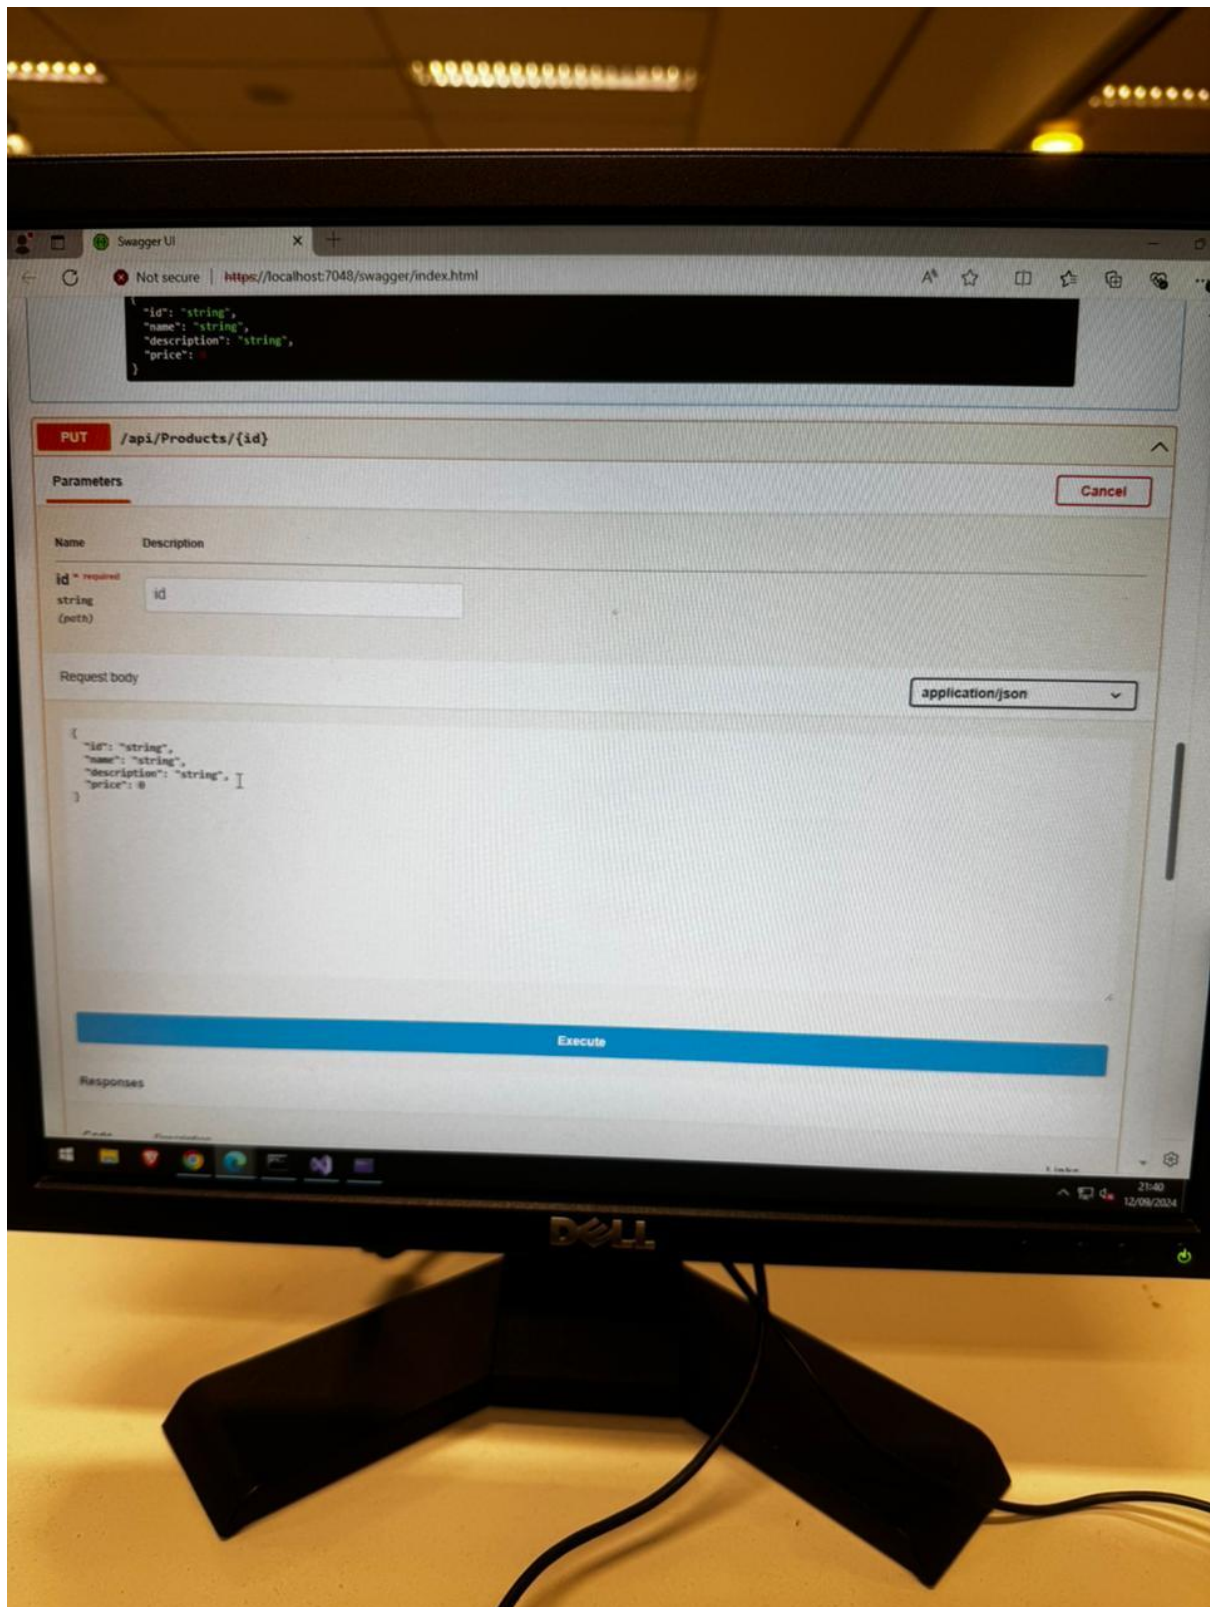 Swagger UI
Not secure | https://localhost:7048/swagger/index.html
{
"id": "string",
"name": "string",
"description": "string",
"price": 0
}
PUT /api/Products/{id}
Parameters
Cancel
Name Description
id * required
id
string
(path)
Request body
application/json
{
"id": "string",
"name": "string",
"description": "string",
"price": 0
}
Execute
Responses
Links
21:40
12/09/2024
DELL